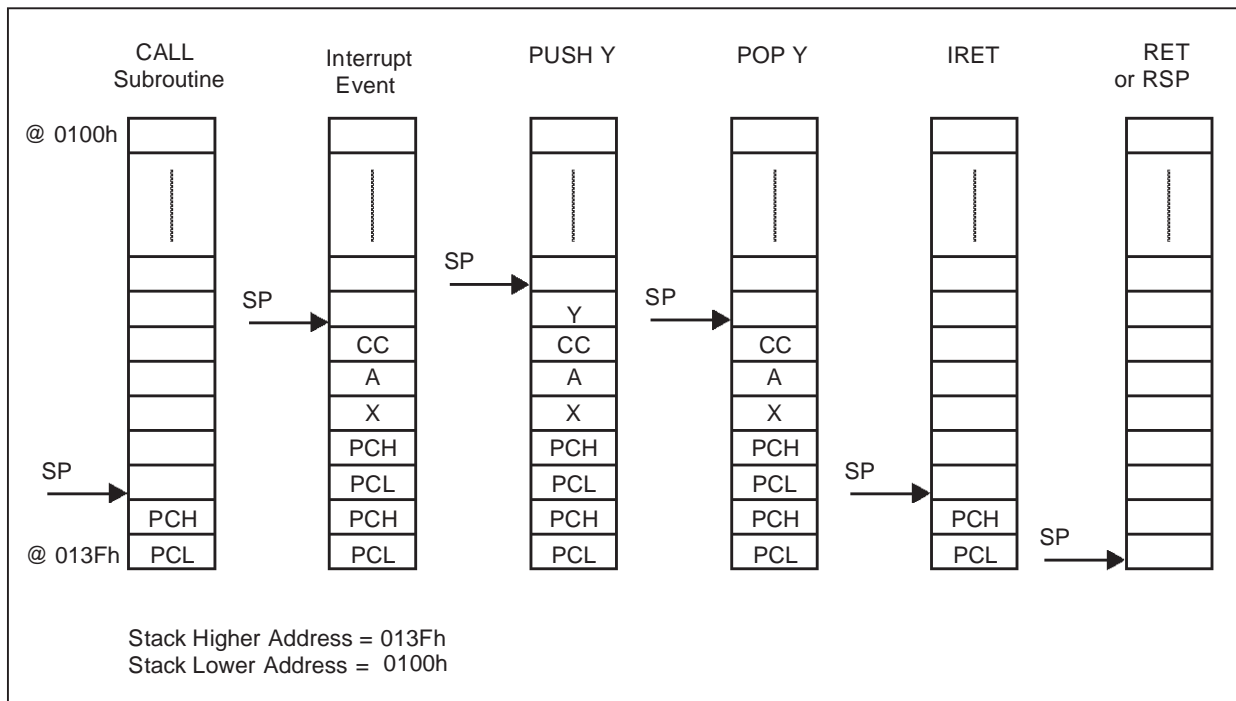 CALL
Subroutine
Interrupt
Event
PUSH Y
POP Y
IRET
RET
or RSP
@ 0100h
SP
SP
SP
Y
CC
CC
CC
A
A
A
X
X
X
PCH
PCH
PCH
SP
PCL
PCL
PCL
SP
PCH
PCH
PCH
PCH
PCH
SP
@ 013Fh
PCL
PCL
PCL
PCL
PCL
Stack Higher Address = 013Fh
Stack Lower Address = 0100h